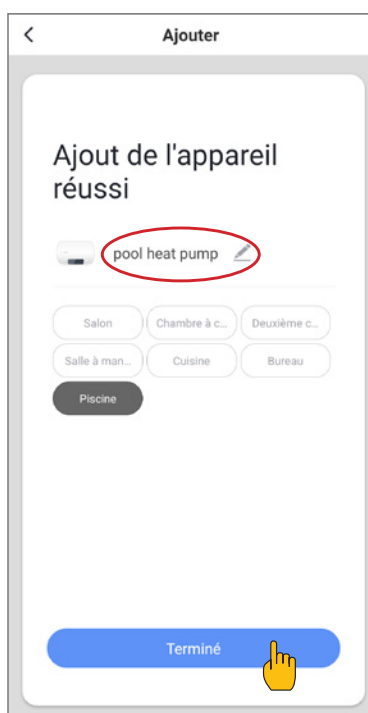 Ajouter
Ajout de l'appareil
réussi
pool heat pump
Salon
Chambre à c...
Deuxième c...
Salle à man...
Cuisine
Bureau
Piscine
Terminé